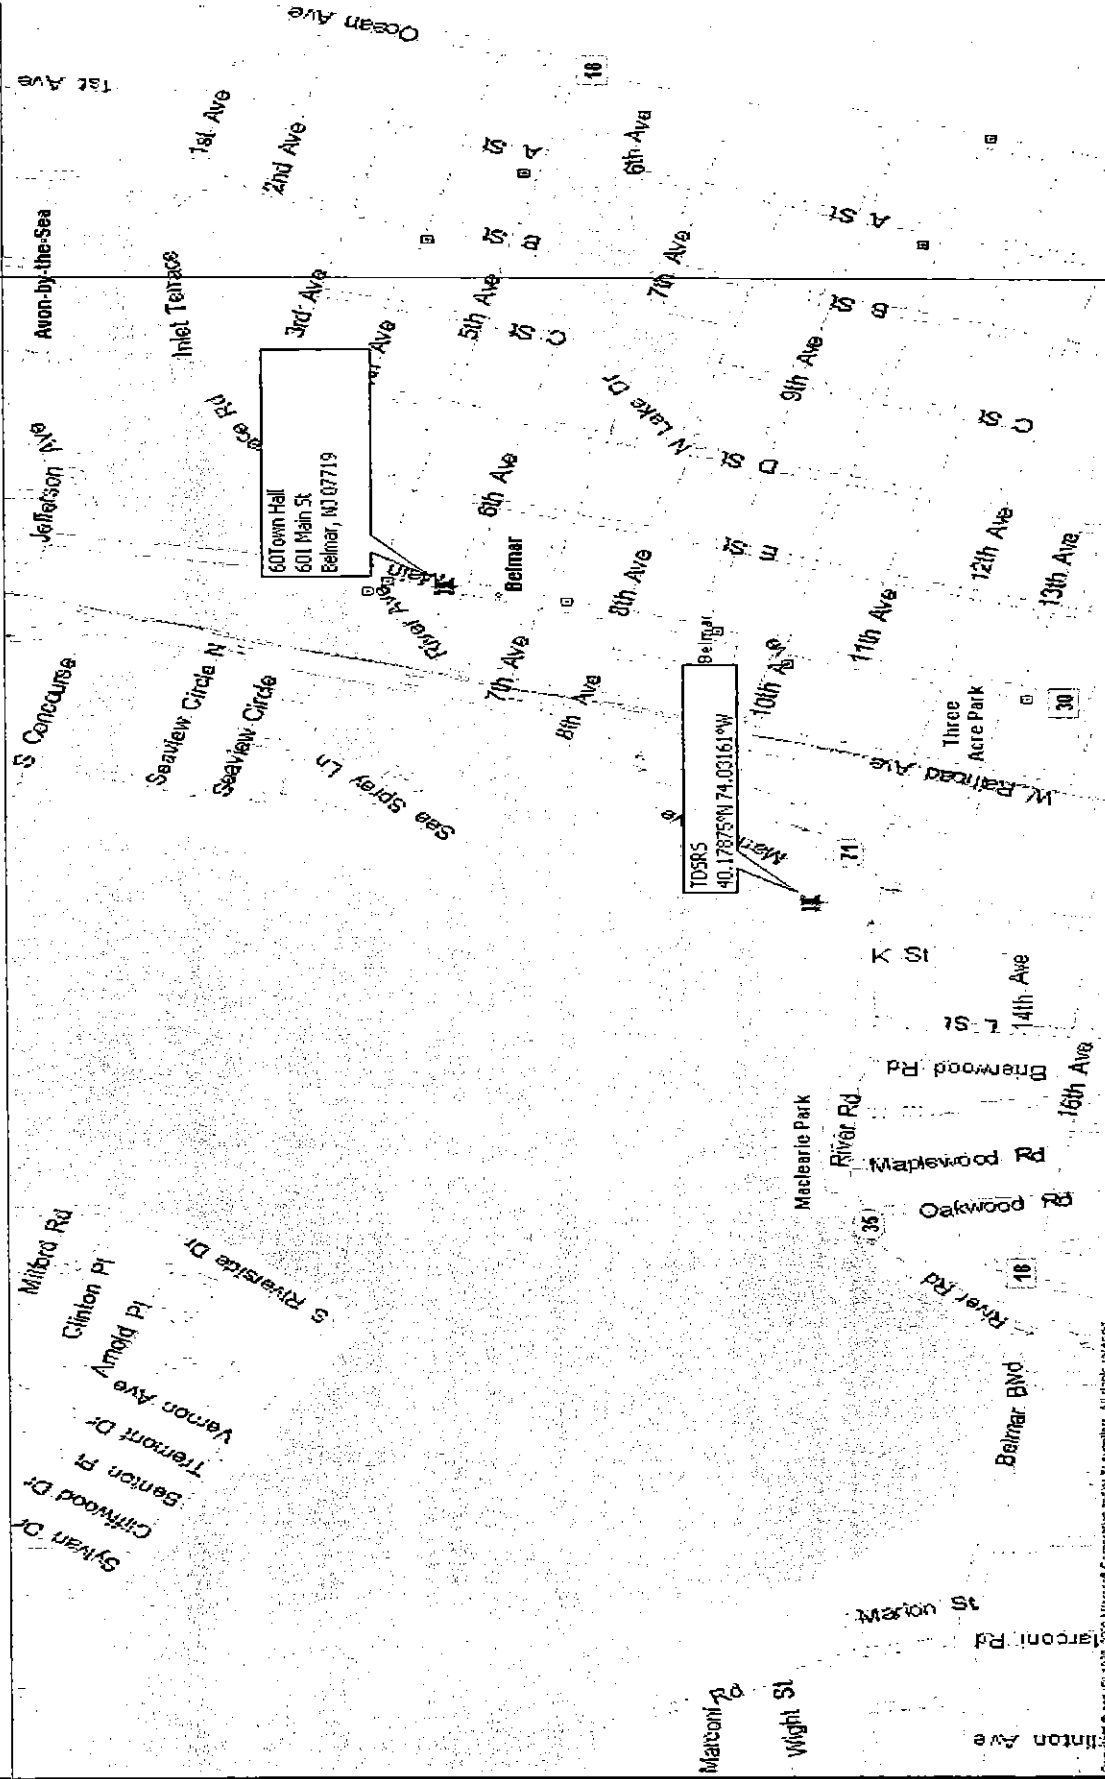 Ocean Ave
1st Ave
18
1st Ave
2nd Ave
6th Ave
St
A
A St
Avon-by-the-Sea
Inlet Terrace
3rd Ave
St
B
7th Ave
5th Ave
St
C
St
B
Ave
9th Ave
Jefferson Ave
N Lake Dr
St
C
60Town Hall
601 Main St
Belmar, NJ 07719
6th Ave
St
D
Main
Belmar
St
E
12th Ave
8th Ave
13th Ave
River Ave
7th Ave
Belmar
11th Ave
8th Ave
10th Ave
S Concourse
Seaview Circle N
Seaview Circle
Sea Spray Ln
Three
Acre Park
30
W Railroad Ave
TDSRS
40.17875°N 74.03161°W
71
K St
L St
14th Ave
Brierwood Rd
16th Ave
Maclearie Park
River Rd
Maplewood Rd
Oakwood Rd
35
18
River Rd
Belmar Blvd
Milford Rd
Clinton Pl
Arnold Pl
S Riverside Dr
Vernon Ave
Tremont Dr
Benton Pl
Cliffwood Dr
Sylvan Dr
Marion St
Marconi Rd
Wight St